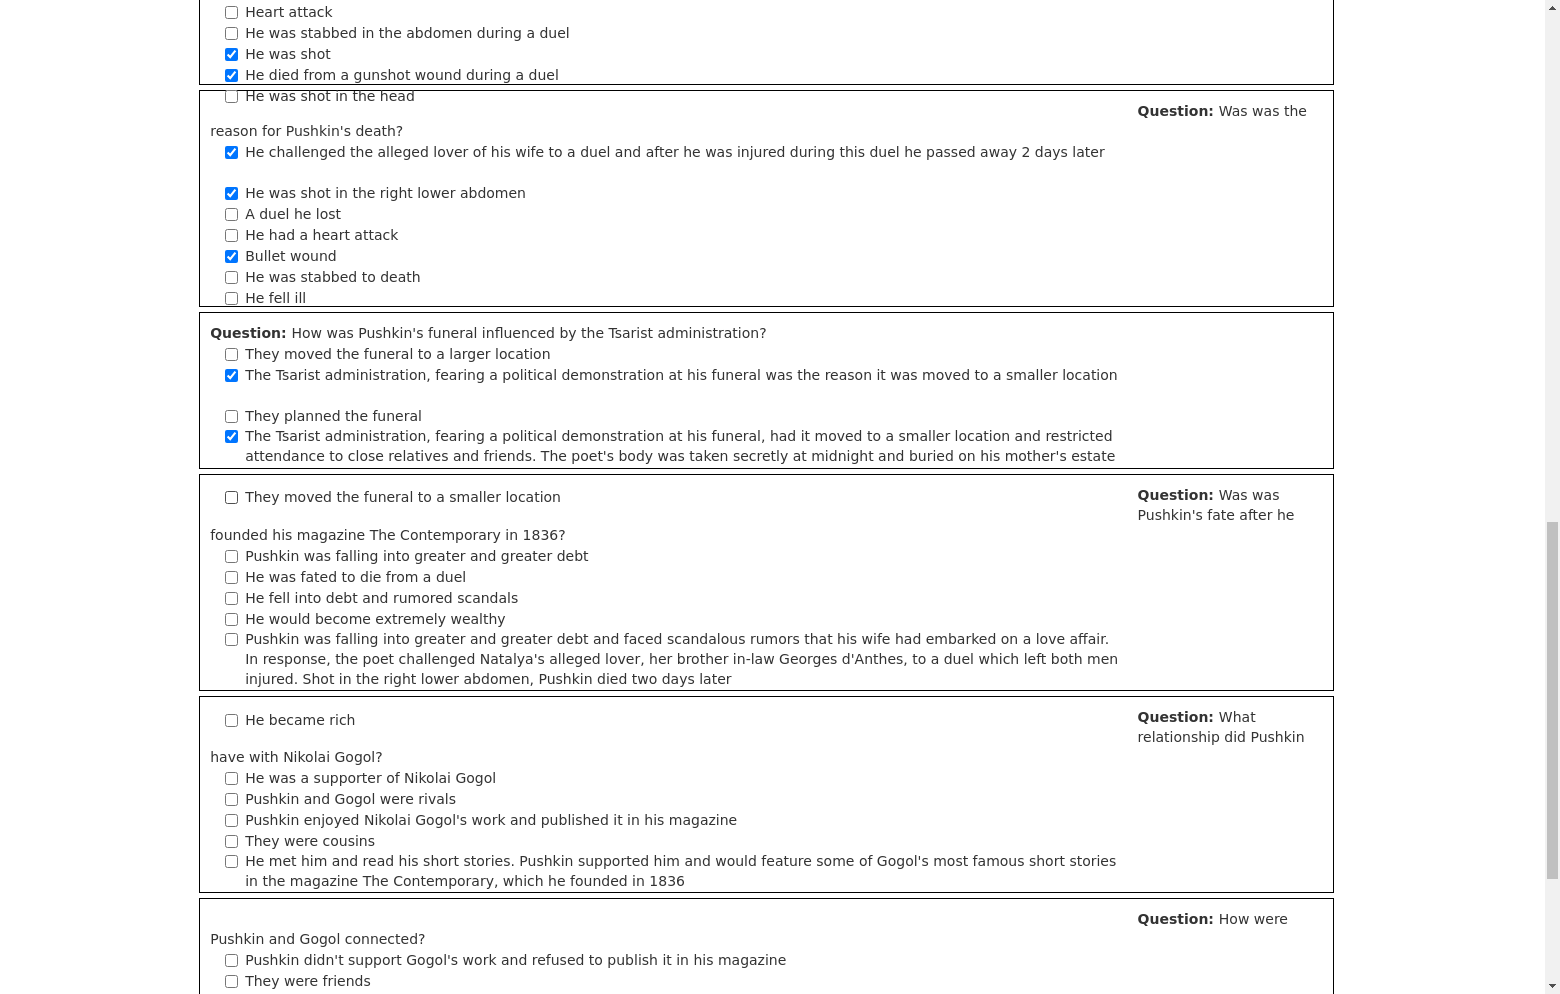 Heart attack
He was stabbed in the abdomen during a duel
He was shot
He died from a gunshot wound during a duel
He was shot in the head
Question: Was was the
reason for Pushkin's death?
He challenged the alleged lover of his wife to a duel and after he was injured during this duel he passed away 2 days later
He was shot in the right lower abdomen
A duel he lost
He had a heart attack
Bullet wound
He was stabbed to death
He fell ill
Question: How was Pushkin's funeral influenced by the Tsarist administration?
They moved the funeral to a larger location
The Tsarist administration, fearing a political demonstration at his funeral was the reason it was moved to a smaller location
They planned the funeral
The Tsarist administration, fearing a political demonstration at his funeral, had it moved to a smaller location and restricted
attendance to close relatives and friends. The poet's body was taken secretly at midnight and buried on his mother's estate
They moved the funeral to a smaller location
Question: Was was
Pushkin's fate after he
founded his magazine The Contemporary in 1836?
Pushkin was falling into greater and greater debt
He was fated to die from a duel
He fell into debt and rumored scandals
He would become extremely wealthy
Pushkin was falling into greater and greater debt and faced scandalous rumors that his wife had embarked on a love affair.
In response, the poet challenged Natalya's alleged lover, her brother in-law Georges d'Anthes, to a duel which left both men
injured. Shot in the right lower abdomen, Pushkin died two days later
He became rich
Question: What
relationship did Pushkin
have with Nikolai Gogol?
He was a supporter of Nikolai Gogol
Pushkin and Gogol were rivals
Pushkin enjoyed Nikolai Gogol's work and published it in his magazine
They were cousins
He met him and read his short stories. Pushkin supported him and would feature some of Gogol's most famous short stories
in the magazine The Contemporary, which he founded in 1836
Question: How were
Pushkin and Gogol connected?
Pushkin didn't support Gogol's work and refused to publish it in his magazine
They were friends